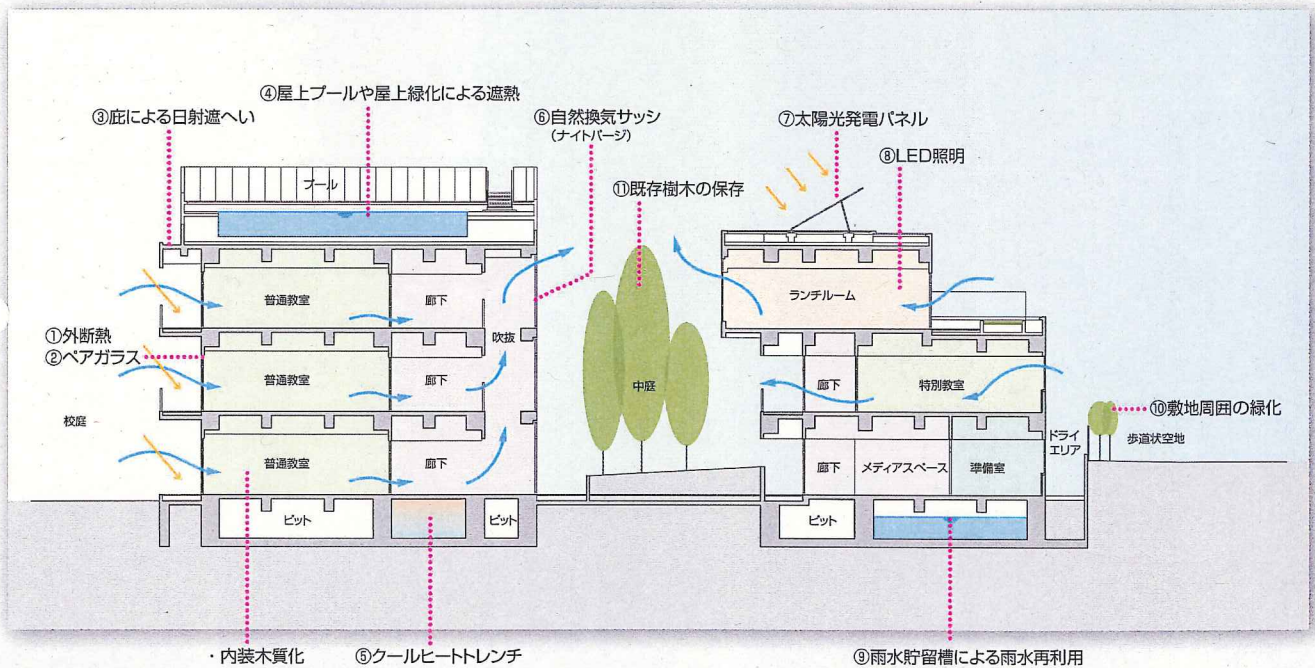 ④屋上プールや屋上緑化による遮熱
③庇による日射遮へい
⑥自然換気サッシ
(ナイトパージ)
⑦太陽光発電パネル
⑧LED照明
プール
⑪既存樹木の保存
普通教室
廊下
ランチルーム
吹抜
①外断熱
②ペアガラス
普通教室
廊下
中庭
廊下
特別教室
⑩敷地周囲の緑化
校庭
ドライ
エリア
歩道状空地
普通教室
廊下
廊下
メディアスペース
準備室
ピット
ピット
ピット
・内装木質化
⑤クールヒートトレンチ
⑨雨水貯留槽による雨水再利用